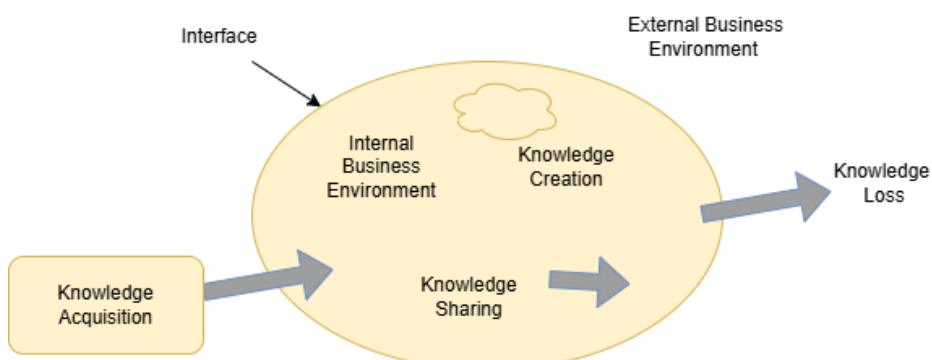 Interface
External Business
Environment
Internal
Business
Environment
Knowledge
Creation
Knowledge
Loss
Knowledge
Acquisition
Knowledge
Sharing